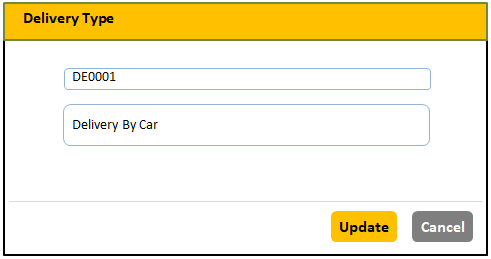 Delivery Type
DE0001
Delivery By Car
Update Cancel